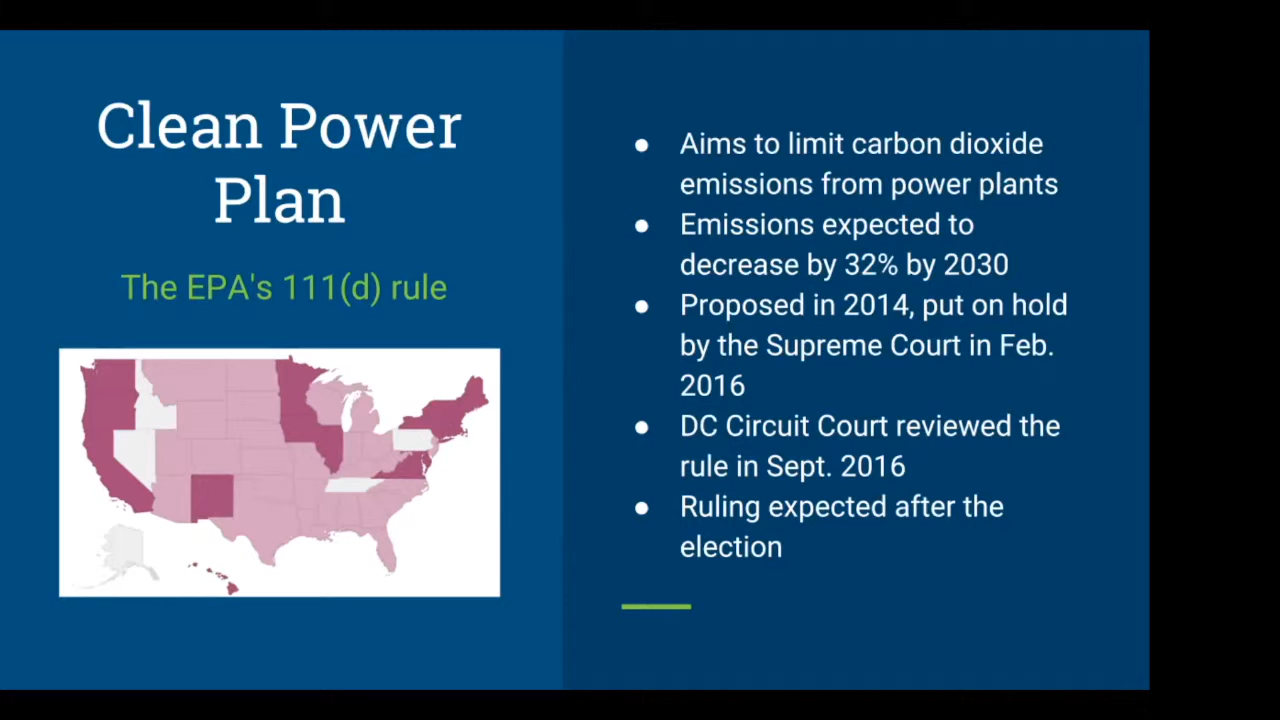 Clean Power
Plan
The EPA's 111(d) rule
● Aims to limit carbon dioxide
emissions from power plants
● Emissions expected to
decrease by 32% by 2030
● Proposed in 2014, put on hold
by the Supreme Court in Feb.
2016
● DC Circuit Court reviewed the
rule in Sept. 2016
● Ruling expected after the
election